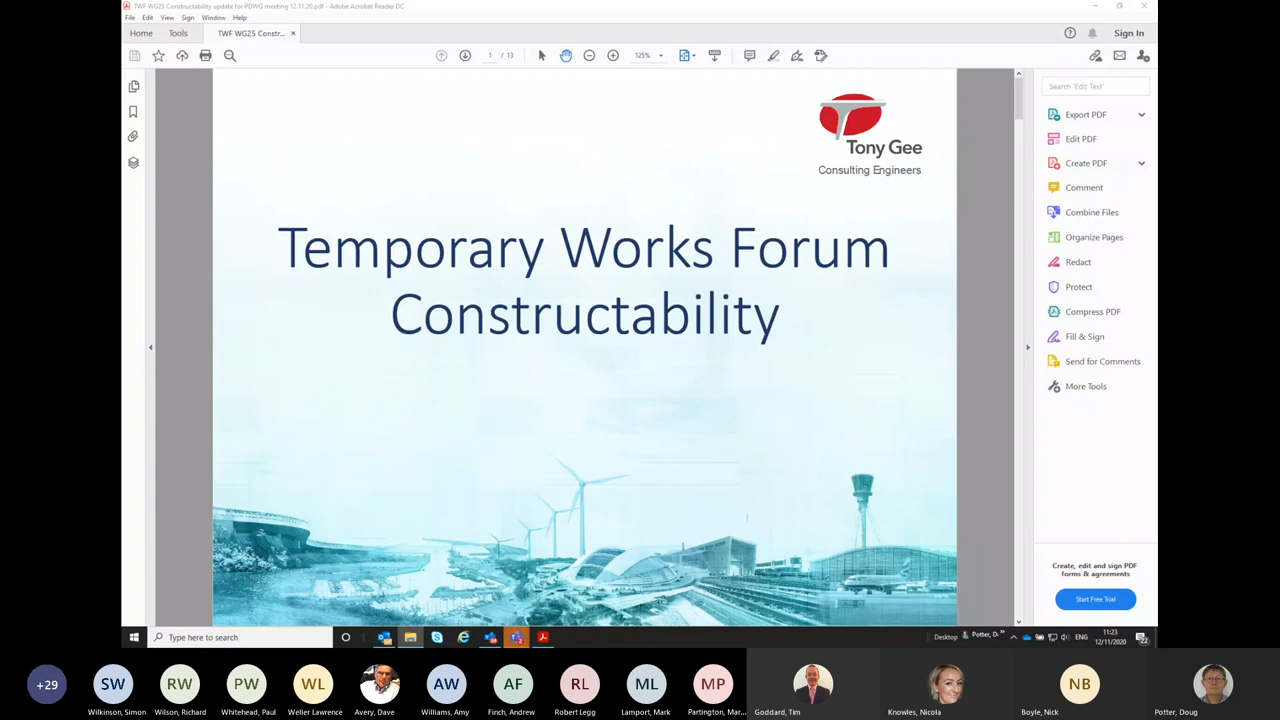 TWF WG25 Constructability update for PDWG meeting 12.11.20.pdf - Adobe Acrobat Reader DC
File Edit View Sign Window Help
Home Tools TWF WG25 Constr... × Sign In
1 / 13 125%
Search 'Edit Text'
Export PDF
Edit PDF
Create PDF
Comment
Combine Files
Organize Pages
Redact
Protect
Compress PDF
Fill & Sign
Send for Comments
More Tools
Create, edit and sign PDF
forms & agreements
Start Free Trial
Tony Gee
Consulting Engineers
Temporary Works Forum
Constructability
Type here to search
Desktop
Potter, D
ENG
11:23
12/11/2020
22
+29 SW RW PW WL AW AF RL ML MP NB
Wilkinson, Simon Wilson, Richard Whitehead, Paul Weller Lawrence Avery, Dave Williams, Amy Finch, Andrew Robert Legg Lamport, Mark Partington, Mar... Goddard, Tim Knowles, Nicola Boyle, Nick Potter, Doug